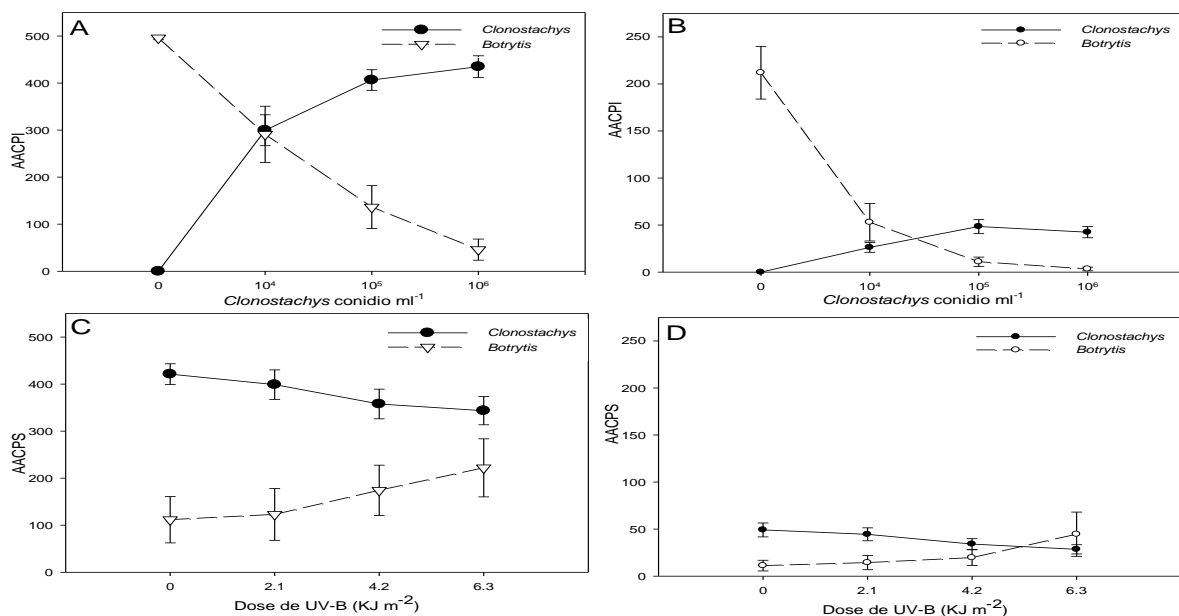 A
Clonostachys
Botrytis
500
400
300
200
100
0
AACPI
0 10⁴ 10⁵ 10⁶
Clonostachys conidio ml⁻¹
B
Clonostachys
Botrytis
250
200
150
100
50
0
AACPI
0 10⁴ 10⁵ 10⁶
Clonostachys conidio ml⁻¹
C
Clonostachys
Botrytis
500
400
300
200
100
0
AACPS
0 2.1 4.2 6.3
Dose de UV-B (KJ m⁻²)
D
Clonostachys
Botrytis
250
200
150
100
50
0
AACPS
0 2.1 4.2 6.3
Dose de UV-B (KJ m⁻²)